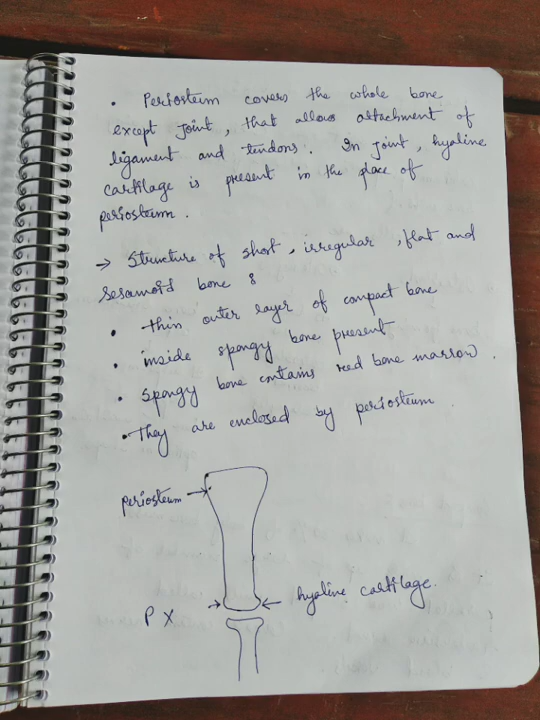 • Periosteum covers the whole bone
except joint, that allows attachment of
ligament and tendons. In joint, hyaline
cartilage is present in the place of
periosteum.
→ Structure of short, irregular, flat and
sesamoid bone :
• thin outer layer of compact bone
• inside spongy bone present
• spongy bone contains red bone marrow.
• They are enclosed by periosteum.
periosteum
hyaline cartilage.
P X